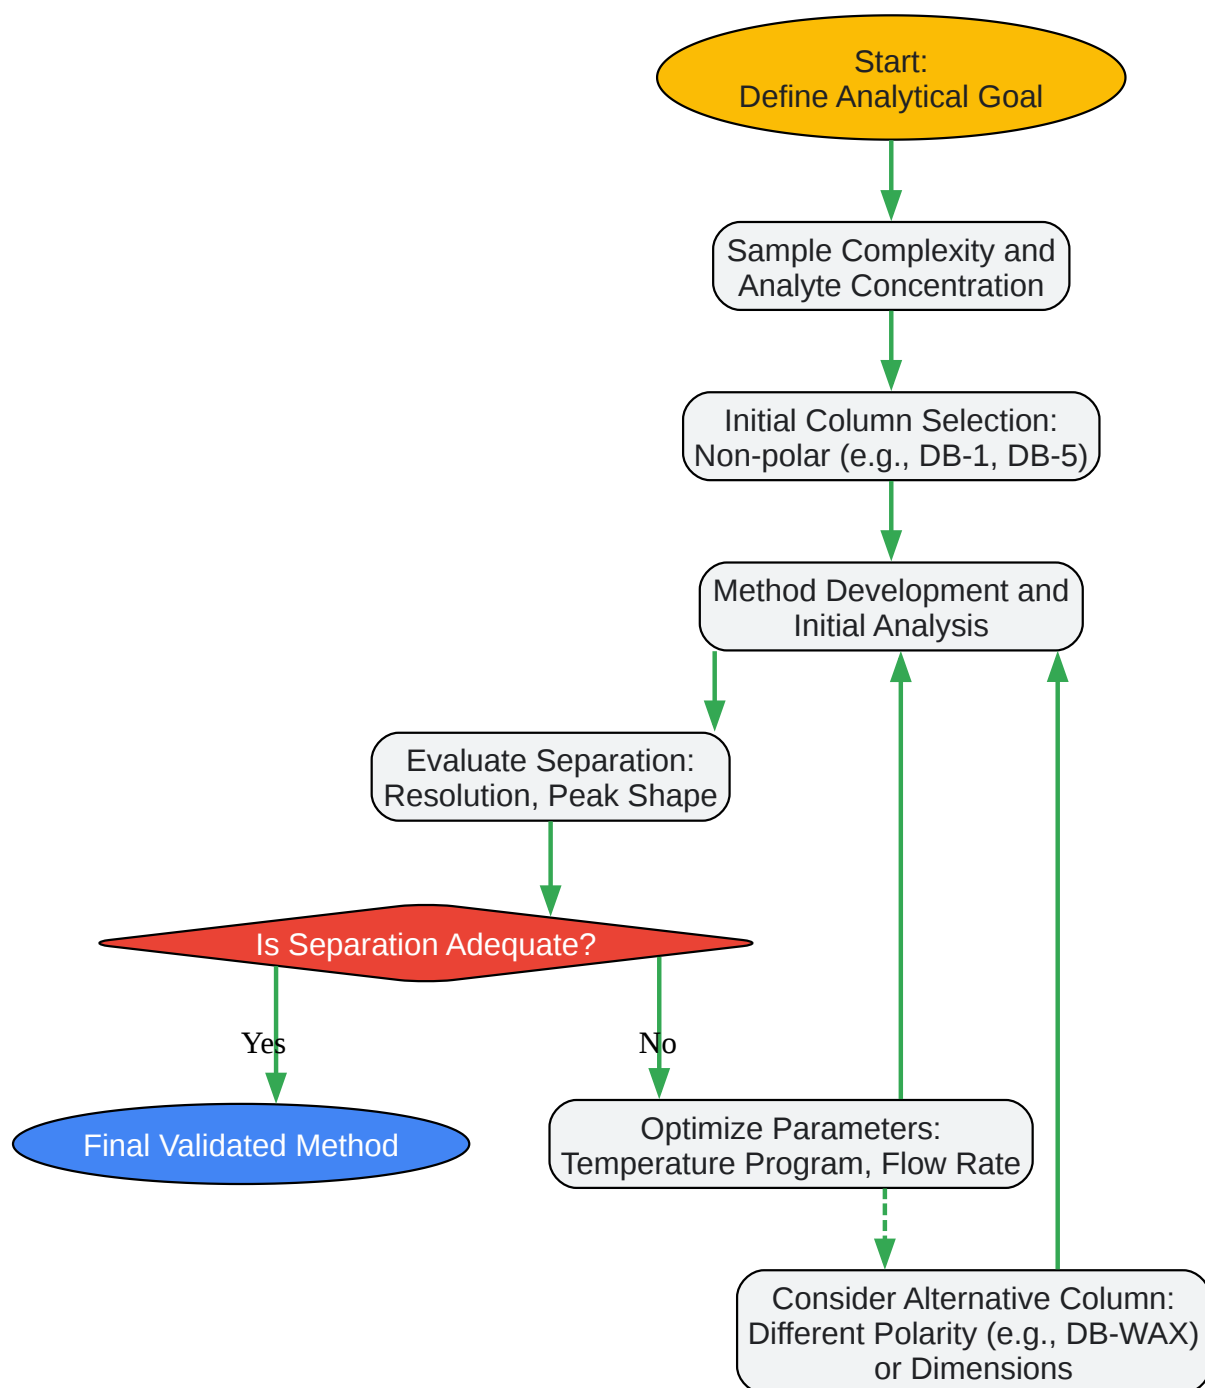 Start:
Define Analytical Goal
Sample Complexity and
Analyte Concentration
Initial Column Selection:
Non-polar (e.g., DB-1, DB-5)
Method Development and
Initial Analysis
Evaluate Separation:
Resolution, Peak Shape
Is Separation Adequate?
Yes
No
Final Validated Method
Optimize Parameters:
Temperature Program, Flow Rate
Consider Alternative Column:
Different Polarity (e.g., DB-WAX)
or Dimensions